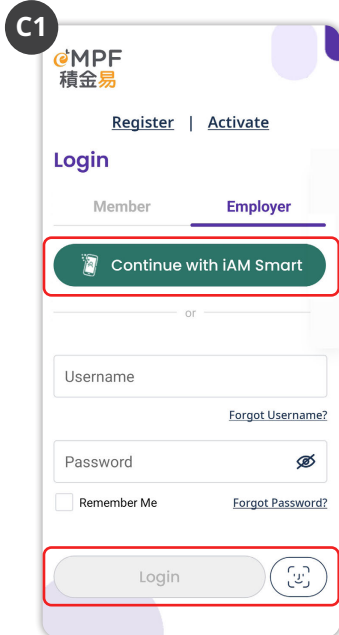 C1
eMPF
積金易
Register | Activate
Login
Member Employer
Continue with iAM Smart
or
Username
Forgot Username?
Password
Remember Me Forgot Password?
Login